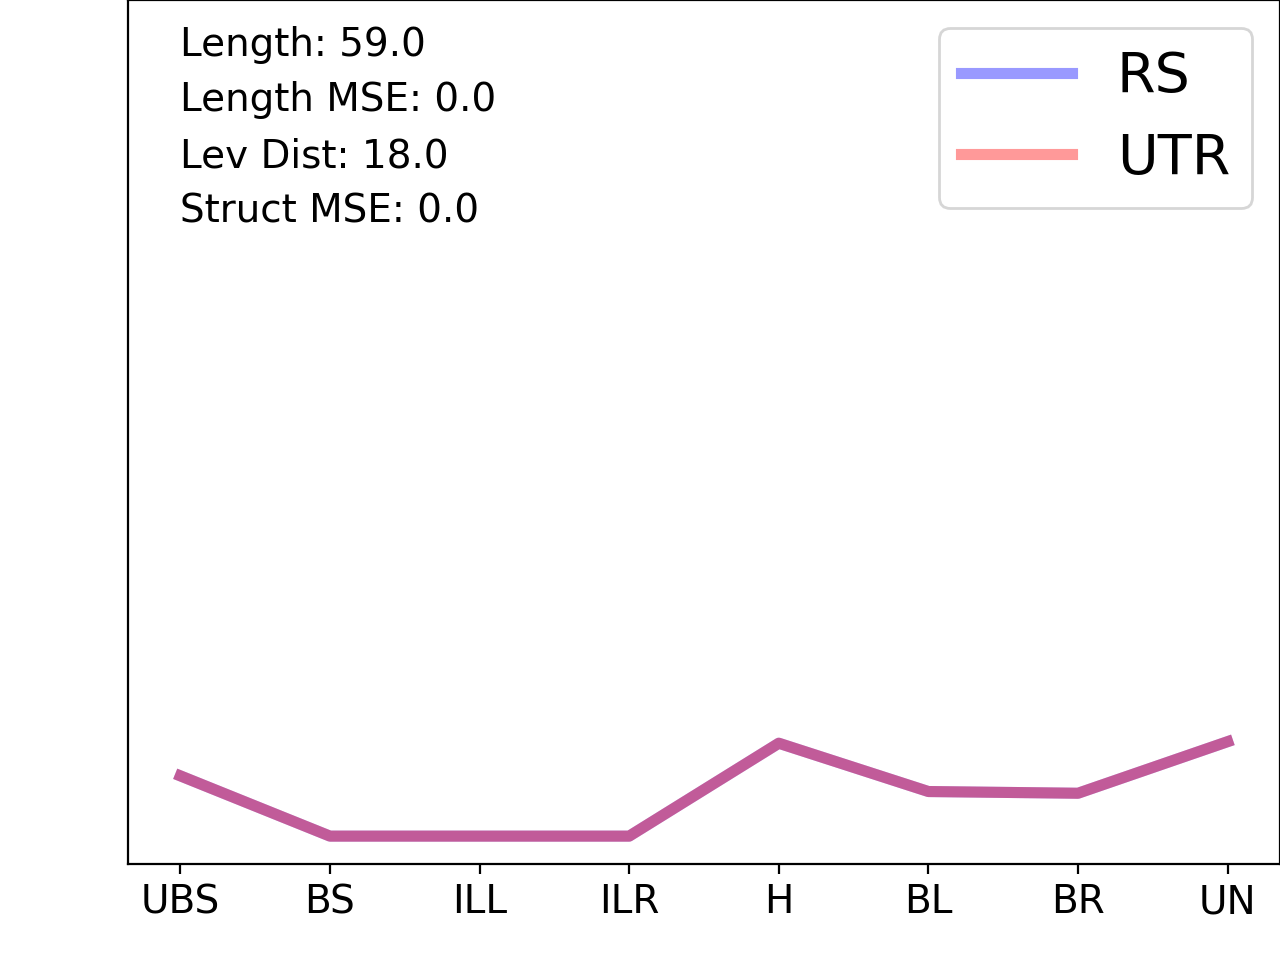 Length: 59.0
Length MSE: 0.0
Lev Dist: 18.0
Struct MSE: 0.0
RS
UTR
UBS BS ILL ILR H BL BR UN